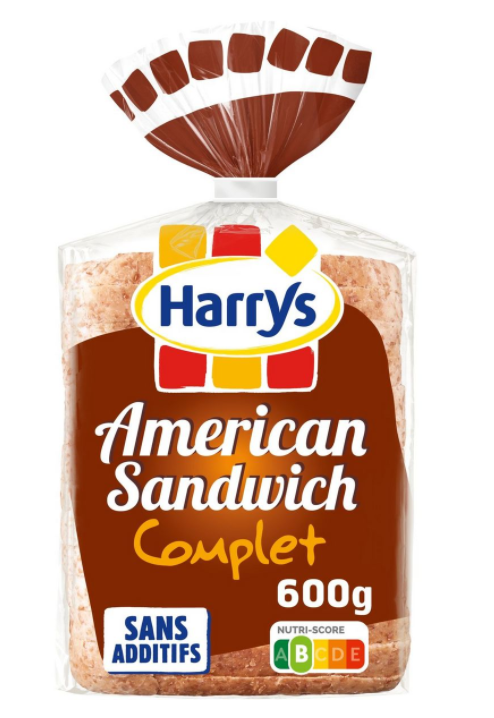 Harrys
American
Sandwich
Complet
600g
SANS
ADDITIFS
NUTRI-SCORE
A B C D E